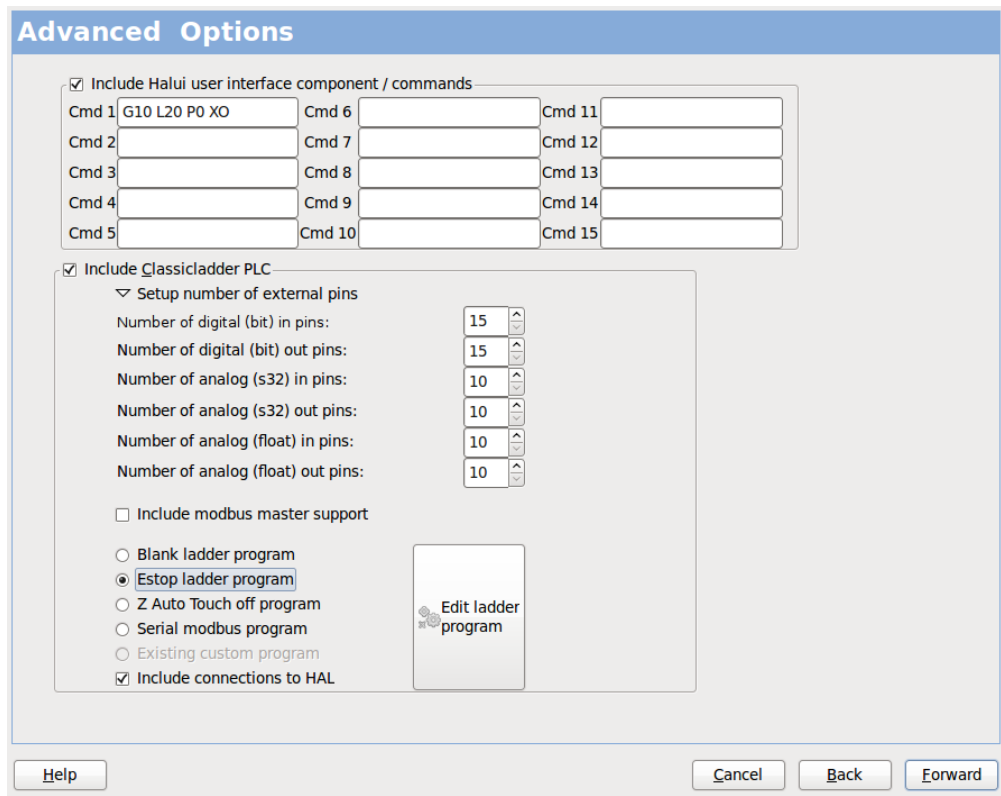 Advanced Options
Include Halui user interface component / commands
Cmd 1 G10 L20 P0 XO Cmd 6 Cmd 11
Cmd 2 Cmd 7 Cmd 12
Cmd 3 Cmd 8 Cmd 13
Cmd 4 Cmd 9 Cmd 14
Cmd 5 Cmd 10 Cmd 15
Include Classicladder PLC
Setup number of external pins
Number of digital (bit) in pins: 15
Number of digital (bit) out pins: 15
Number of analog (s32) in pins: 10
Number of analog (s32) out pins: 10
Number of analog (float) in pins: 10
Number of analog (float) out pins: 10
Include modbus master support
Blank ladder program
Estop ladder program
Z Auto Touch off program
Serial modbus program
Existing custom program
Include connections to HAL
Edit ladder
program
Help Cancel Back Forward